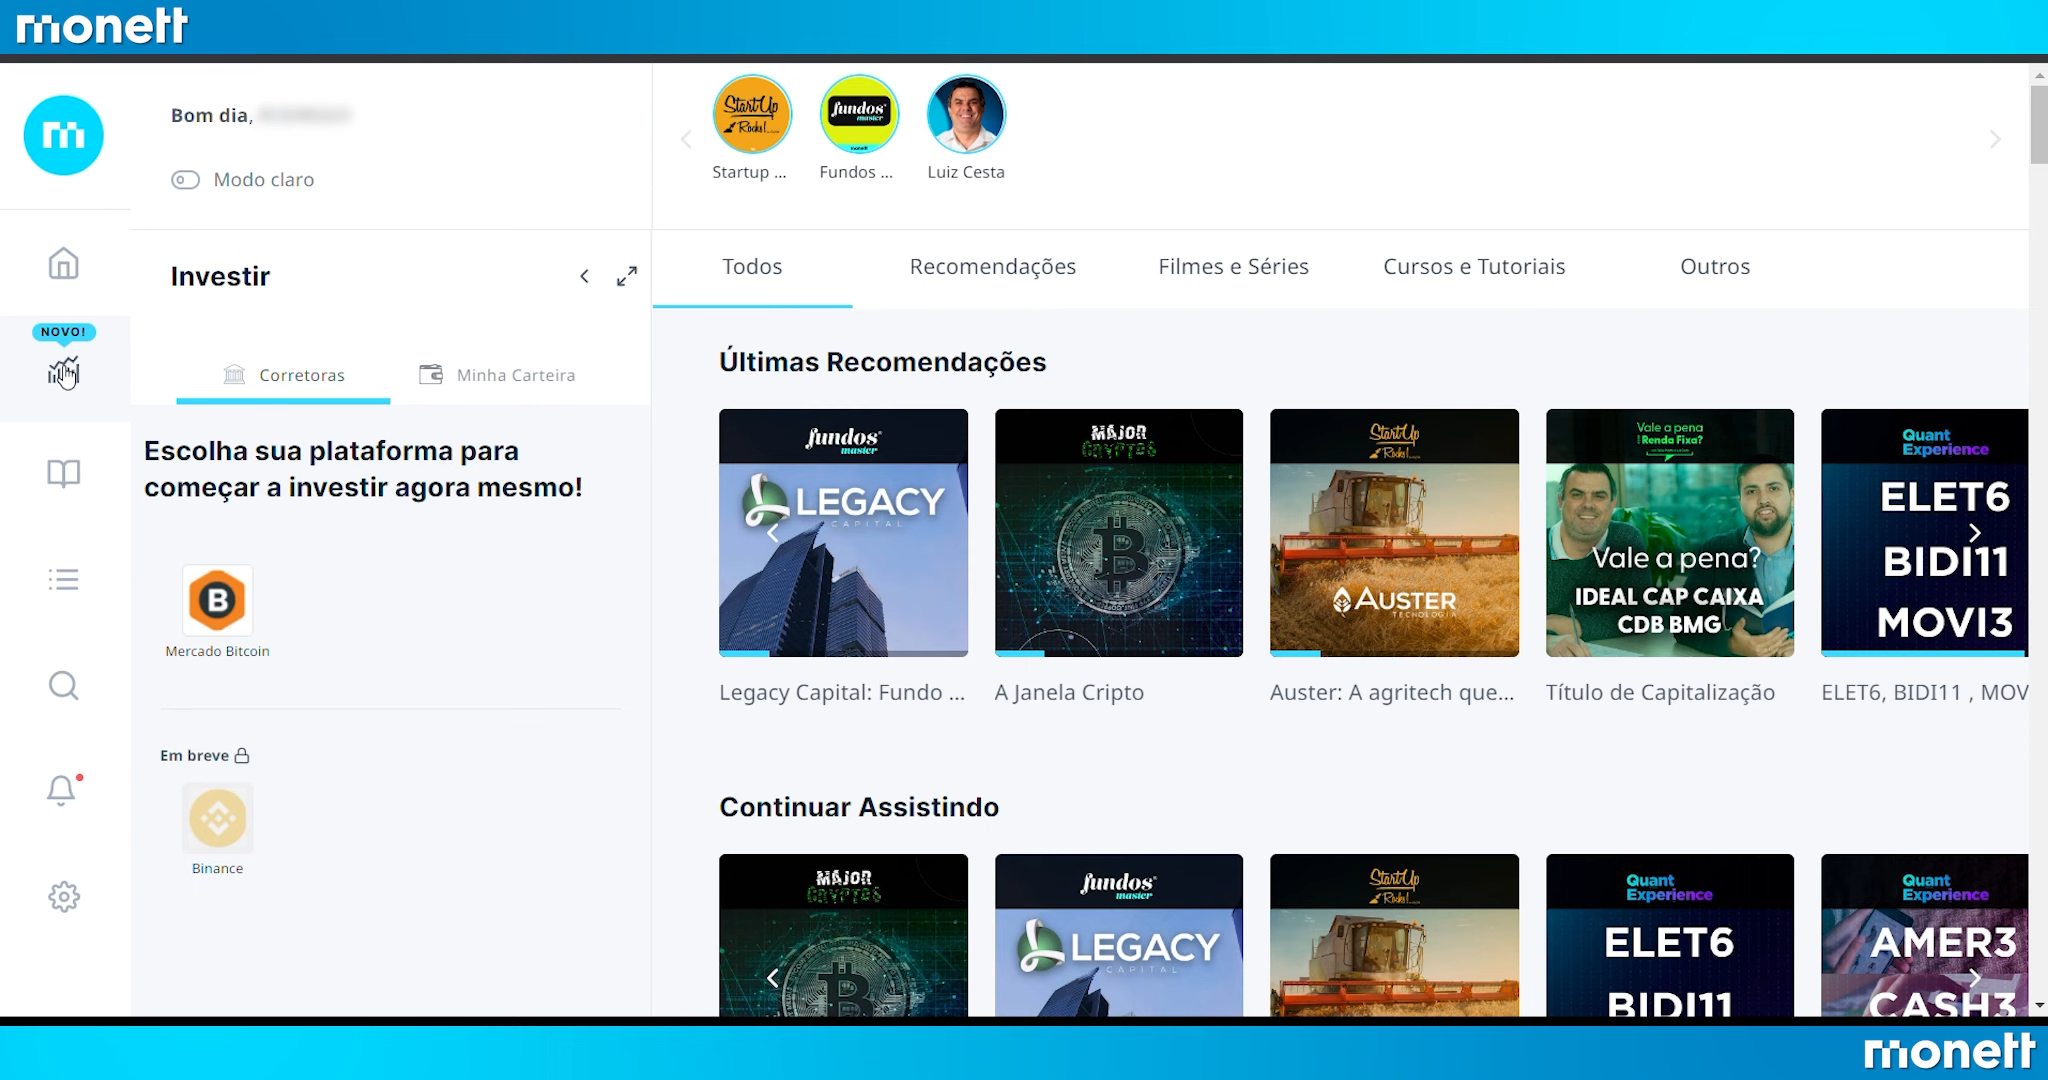 monett
m
Bom dia,
Modo claro
NOVO!
Investir
Corretoras
Minha Carteira
Escolha sua plataforma para
começar a investir agora mesmo!
B
Mercado Bitcoin
Em breve
Binance
StartUp
Rocks!
fundos
master
monett
Startup ...
Fundos ...
Luiz Cesta
Todos
Recomendações
Filmes e Séries
Cursos e Tutoriais
Outros
Últimas Recomendações
fundos
master
LEGACY
CAPITAL
Legacy Capital: Fundo ...
MAJOR
CRYPTOS
A Janela Cripto
StartUp
Rocks!
AUSTER
TECNOLOGIA
Auster: A agritech que...
Vale a pena
!Renda Fixa?
Vale a pena?
IDEAL CAP CAIXA
CDB BMG
Título de Capitalização
Quant
Experience
ELET6
BIDI11
MOVI3
ELET6, BIDI11 , MOV
Continuar Assistindo
MAJOR
CRYPTOS
fundos
master
LEGACY
CAPITAL
StartUp
Rocks!
Quant
Experience
ELET6
BIDI11
Quant
Experience
AMER3
CASH3
monett